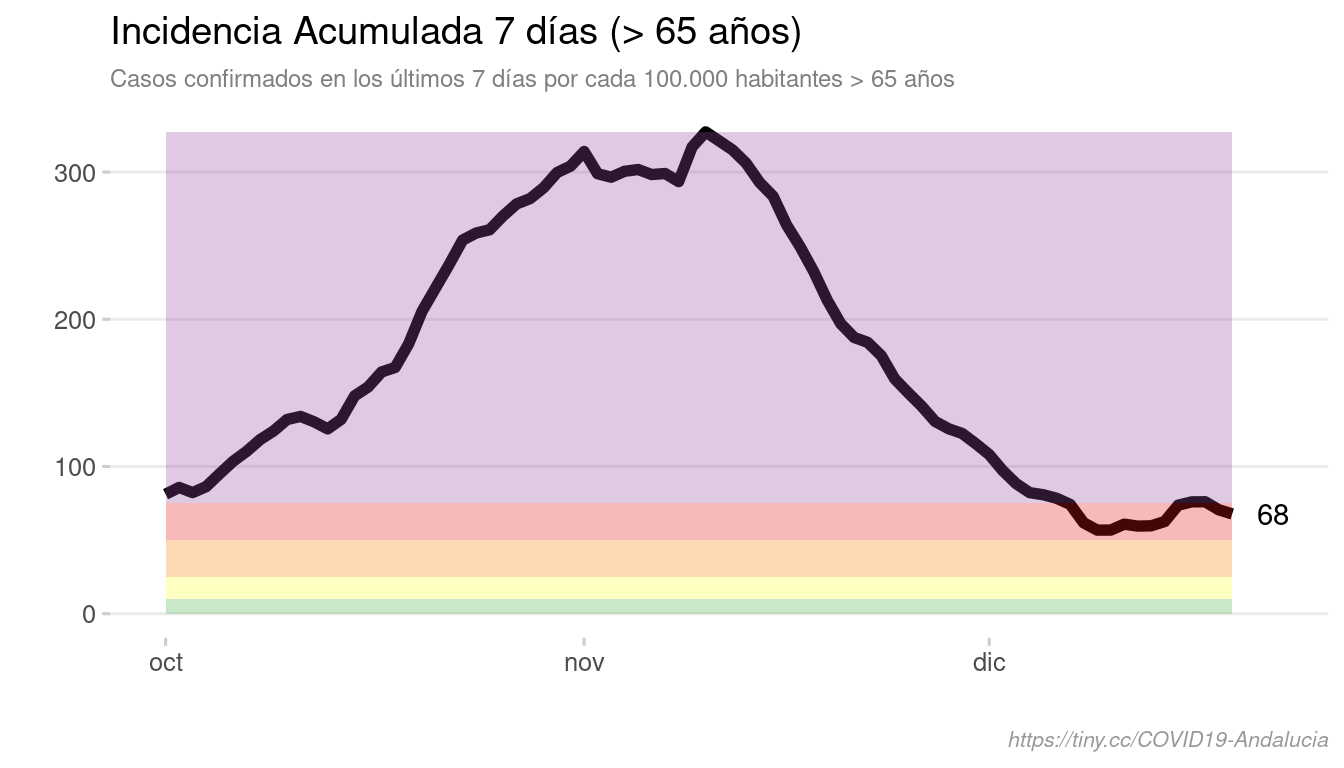 Incidencia Acumulada 7 días (> 65 años)
Casos confirmados en los últimos 7 días por cada 100.000 habitantes > 65 años
300
200
100
0
68
oct nov dic
https://tiny.cc/COVID19-Andalucia